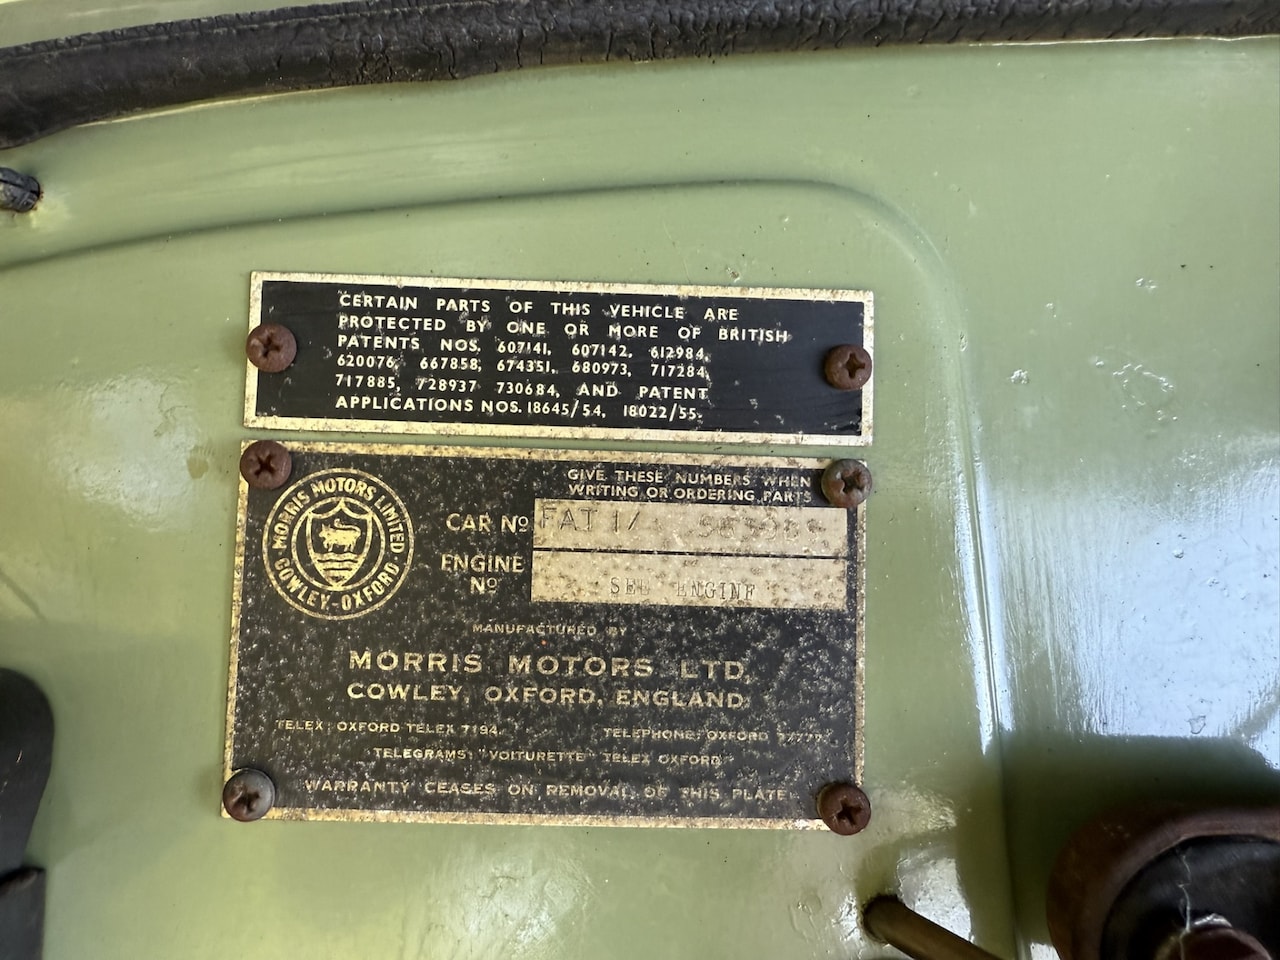 CERTAIN PARTS OF THIS VEHICLE ARE
PROTECTED BY ONE OR MORE OF BRITISH
PATENTS NOS. 607141, 607142, 612984,
620076, 667858, 674351, 680973, 717284,
717885, 728937 730684, AND PATENT
APPLICATIONS NOS. 18645/54, 18022/55.
GIVE THESE NUMBERS WHEN
WRITING OR ORDERING PARTS
MORRIS MOTORS LIMITED
COWLEY - OXFORD
CAR No FAT 1/
ENGINE
No SEE ENGINE
MANUFACTURED BY
MORRIS MOTORS LTD.
COWLEY, OXFORD, ENGLAND
TELEX: OXFORD TELEX 7194. TELEPHONE: OXFORD
TELEGRAMS: "VOITURETTE" TELEX OXFORD"
WARRANTY CEASES ON REMOVAL OF THIS PLATE